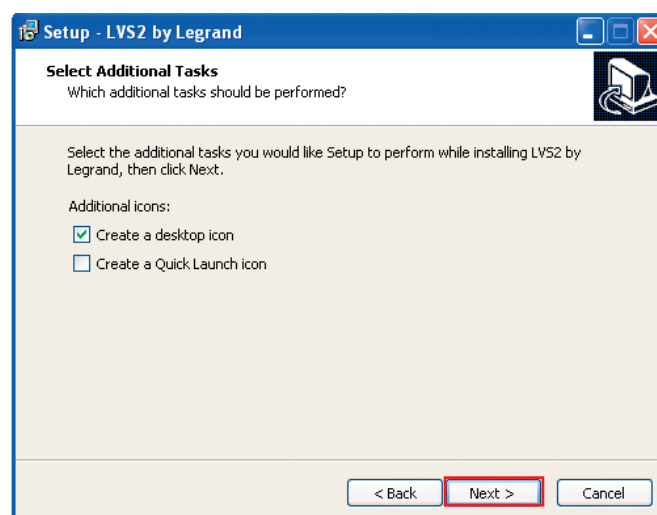 Setup - LVS2 by Legrand
Select Additional Tasks
Which additional tasks should be performed?
Select the additional tasks you would like Setup to perform while installing LVS2 by
Legrand, then click Next.
Additional icons:
Create a desktop icon
Create a Quick Launch icon
< Back Next > Cancel